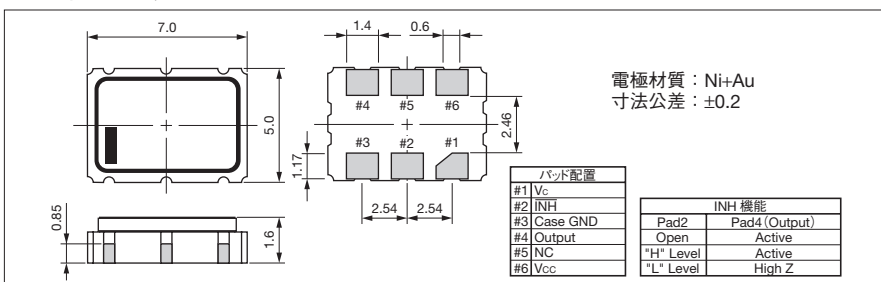 7.0
5.0
0.85
1.6
1.4
0.6
#4 #5 #6
#3 #2 #1
2.46
1.17
2.54 2.54
電極材質：Ni+Au
寸法公差：±0.2
パッド配置
#1 Vc
#2 INH
#3 Case GND
#4 Output
#5 NC
#6 Vcc
INH 機能
Pad2 Pad4(Output)
Open Active
"H" Level Active
"L" Level High Z